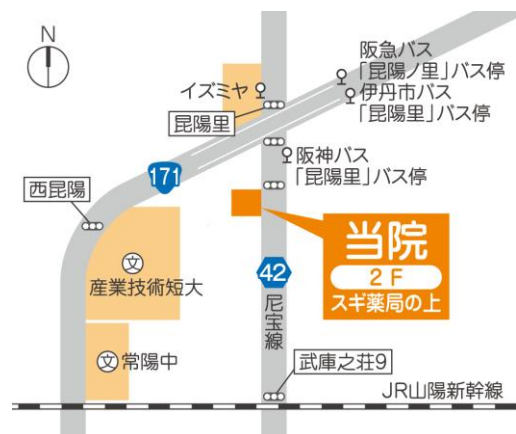 N
阪急バス
「昆陽ノ里」バス停
イズミヤ
伊丹市バス
「昆陽里」バス停
昆陽里
阪神バス
「昆陽里」バス停
171
西昆陽
当院
2F
スギ薬局の上
文
産業技術短大
42
尼宝線
文
常陽中
武庫之荘9
JR山陽新幹線